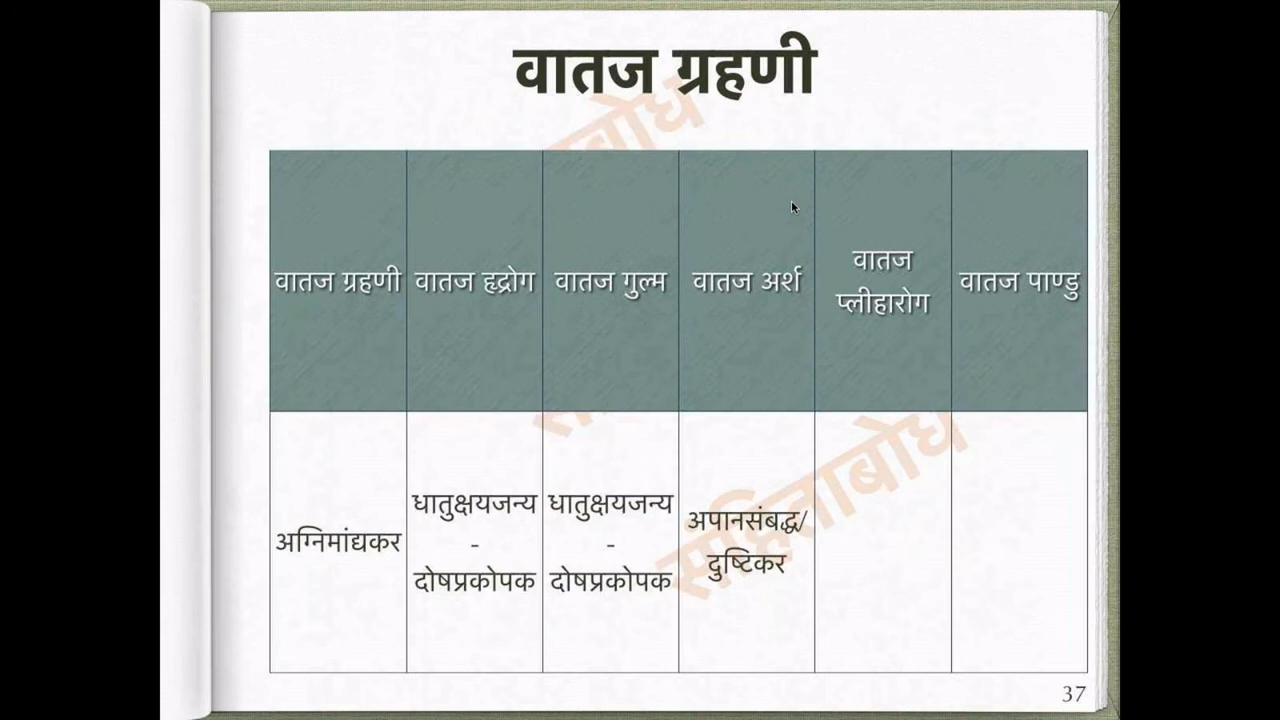 वातज ग्रहणी
वातज ग्रहणी
वातज हृद्रोग
वातज गुल्म
वातज अर्श
वातज
प्लीहारोग
वातज पाण्डु
अग्निमांद्यकर
धातुक्षयजन्य
-
दोषप्रकोपक
धातुक्षयजन्य
-
दोषप्रकोपक
अपानसंबद्ध/
दुष्टिकर
संहिताबोध
37